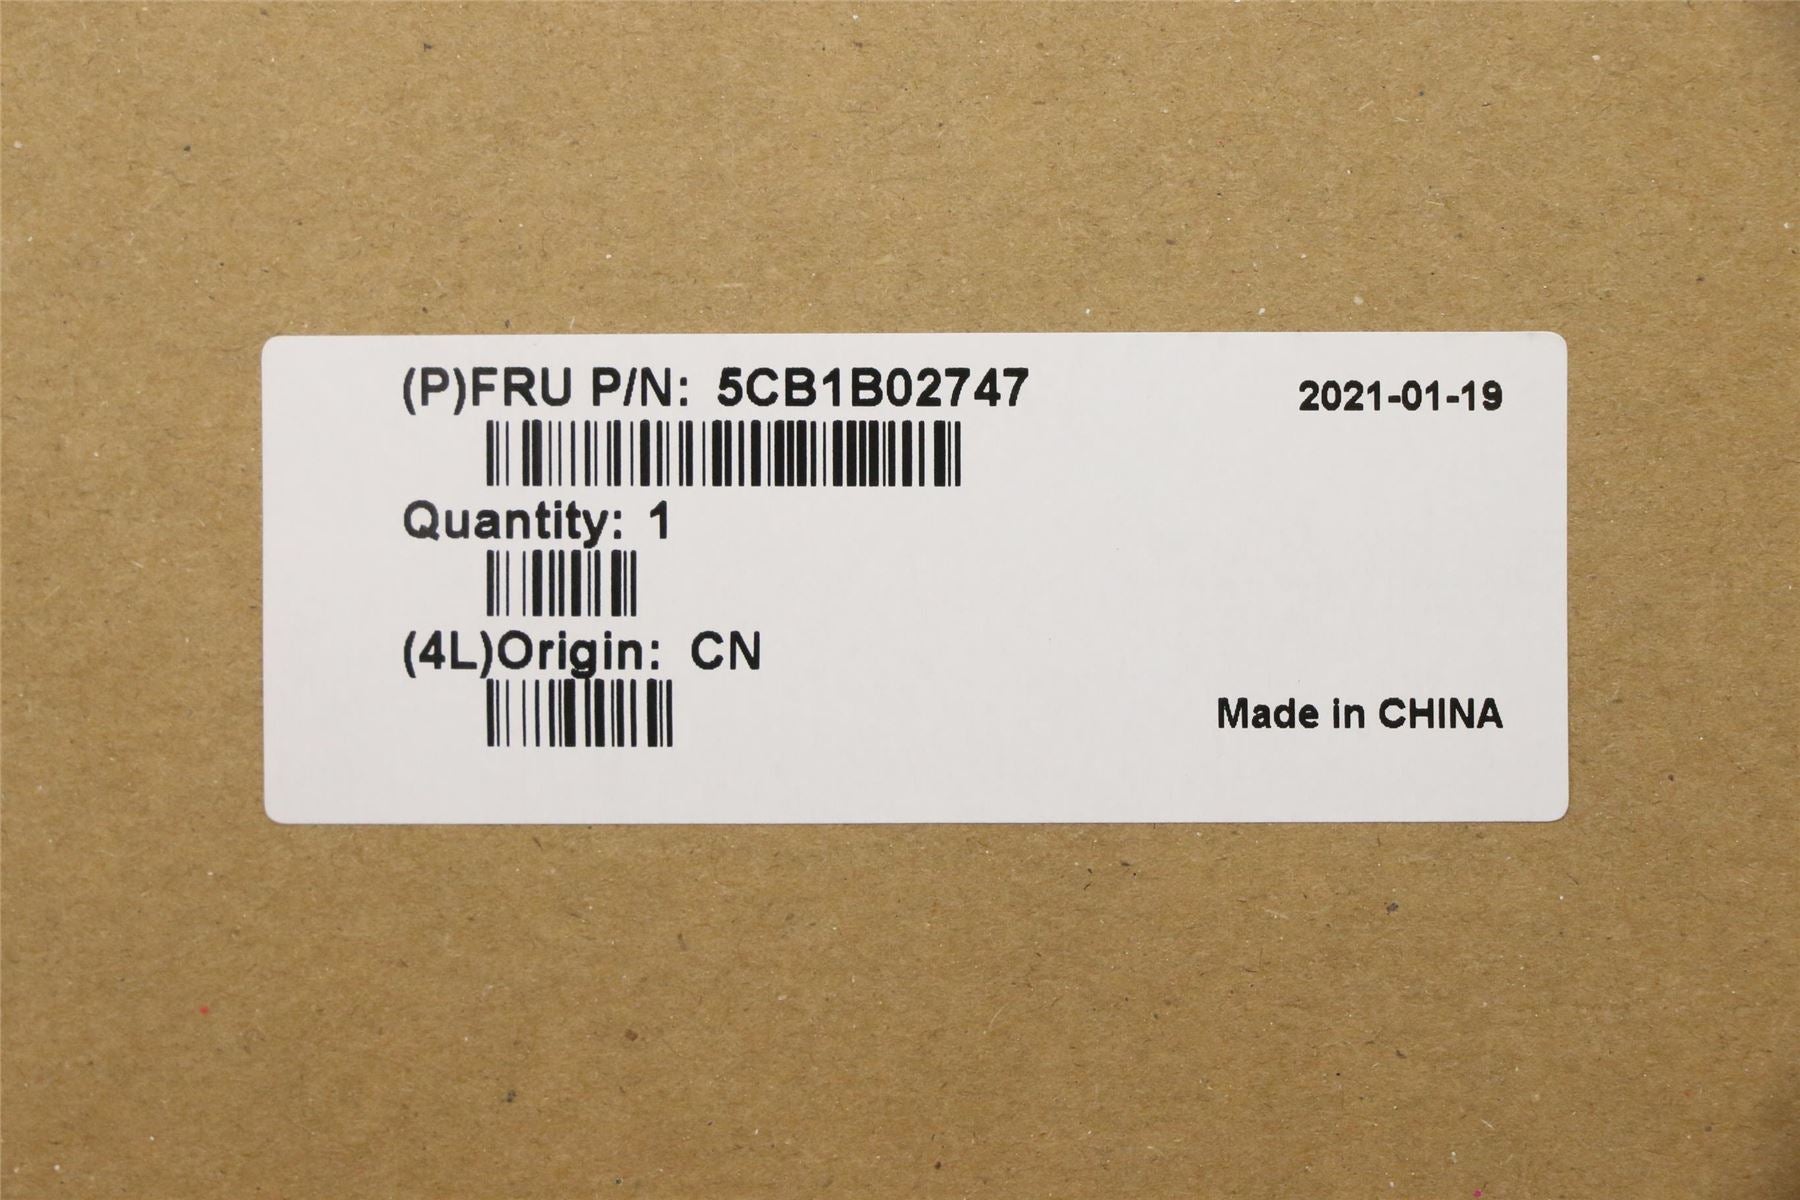 (P)FRU P/N: 5CB1B02747
2021-01-19
Quantity: 1
(4L)Origin: CN
Made in CHINA